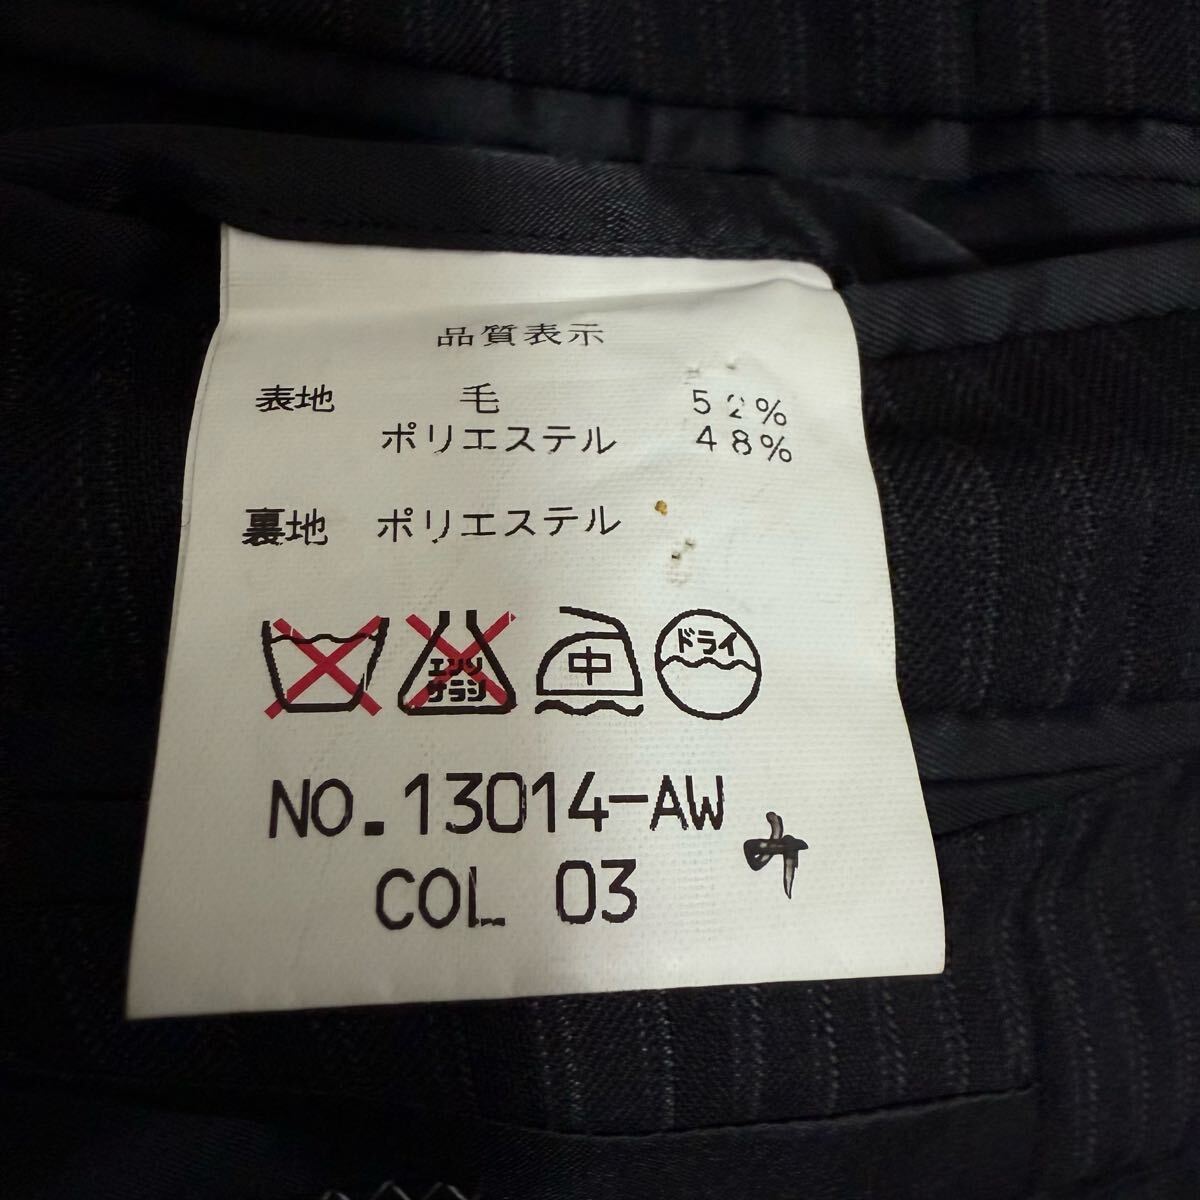 品質表示
表地 毛 52%
ポリエステル 48%
裏地 ポリエステル
エンソ サラシ 中 ドライ
NO.13014-AW
COL 03
み